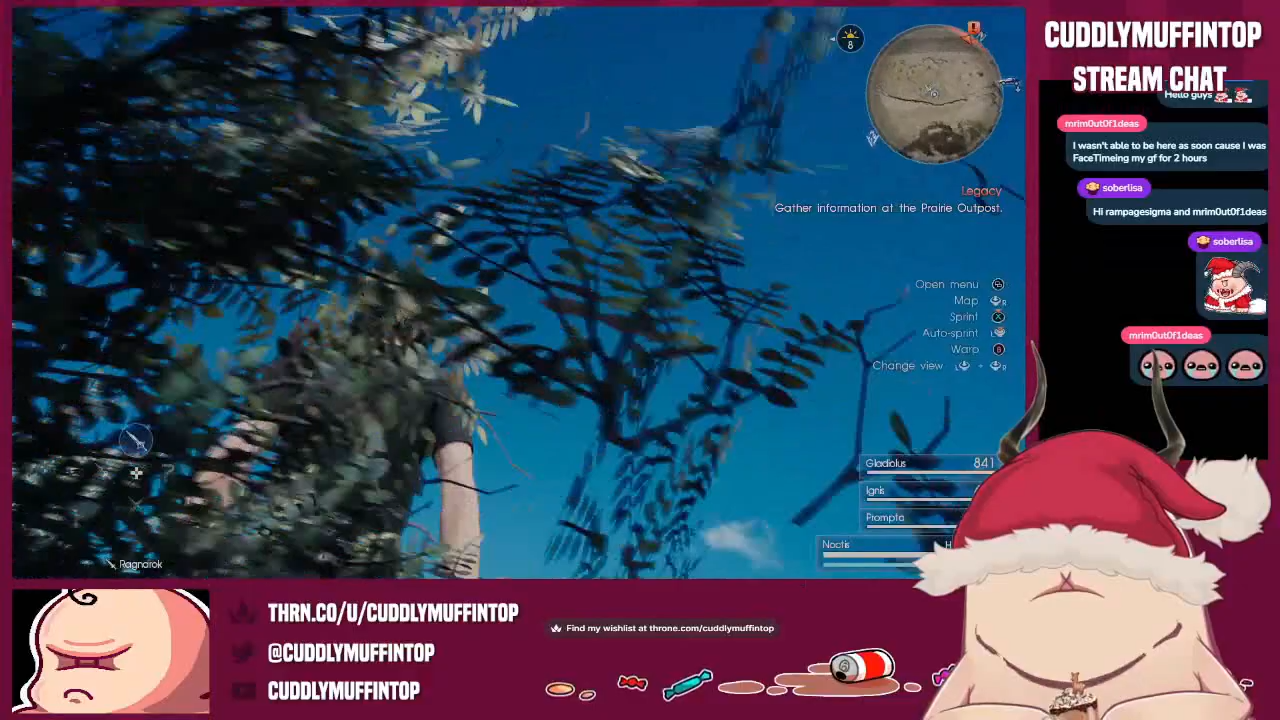 8
Legacy
Gather information at the Prairie Outpost.
Open menu
Map
Sprint
Auto-sprint
Warp
Change view
Gladiolus 841
Ignis
Prompto
Noctis H
Ragnarok
CUDDLYMUFFINTOP
STREAM CHAT
Hello guys
mrim0ut0f1deas
I wasn't able to be here as soon cause I was
FaceTimeing my gf for 2 hours
soberlisa
Hi rampagesigma and mrim0ut0f1deas
soberlisa
mrim0ut0f1deas
THRN.CO/U/CUDDLYMUFFINTOP
@CUDDLYMUFFINTOP
CUDDLYMUFFINTOP
Find my wishlist at throne.com/cuddlymuffintop